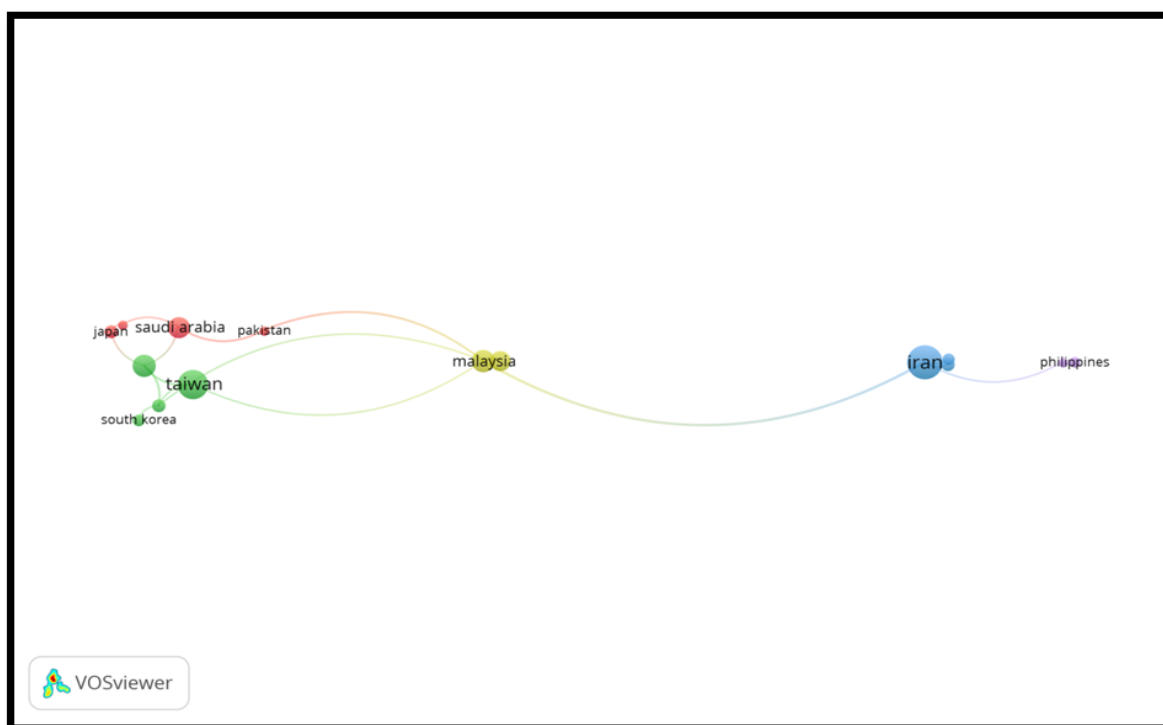 japan
saudi arabia
pakistan
malaysia
iran
philippines
taiwan
south korea
VOSviewer